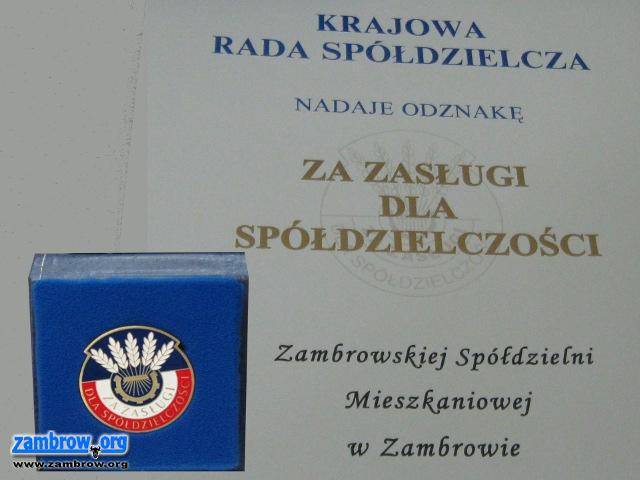 KRAJOWA
RADA SPÓŁDZIELCZA
NADAJE ODZNAKĘ
ZA ZASŁUGI
DLA
SPÓŁDZIELCZOŚCI
Zambrowskiej Spółdzielni
Mieszkaniowej
w Zambrowie
ZA ZASŁUGI
DLA SPÓŁDZIELCZOŚCI
zambrow.org
www.zambrow.org